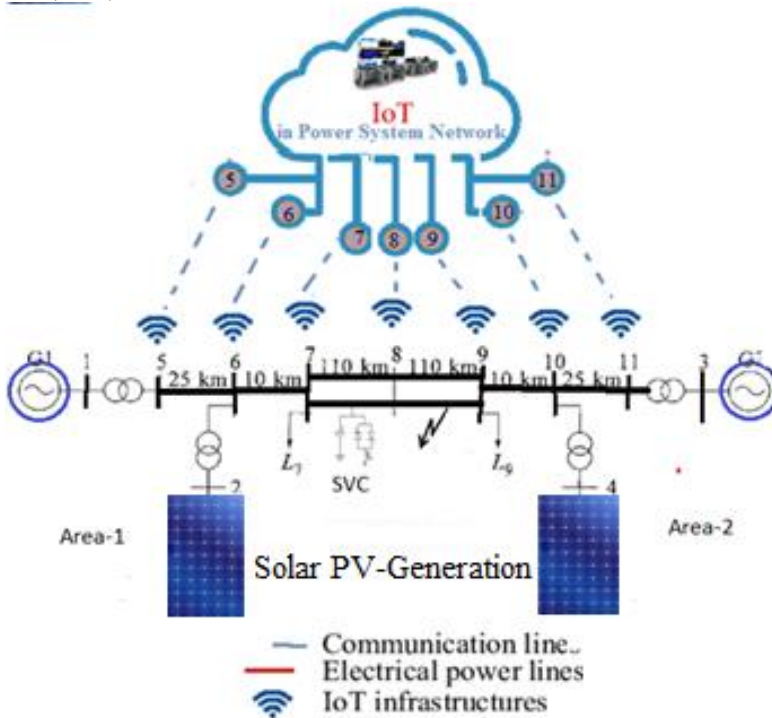 IoT
in Power System Network
5 11
6 10
7 8 9
G1 1 5 6 7 8 9 10 11 3
25 km 10 km 110 km 110 km 10 km 25 km
L7 SVC L9
2 4
Area-1 Area-2
Solar PV-Generation
Communication line
Electrical power lines
IoT infrastructures